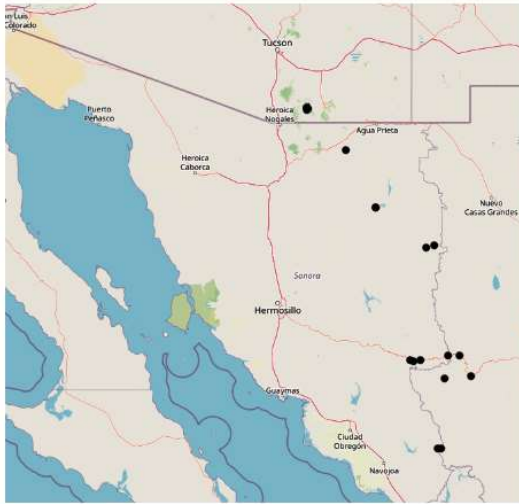 San Luis
Colorado
Tucson
Puerto
Peñasco
Heroica
Nogales
Agua Prieta
Heroica
Caborca
Nuevo
Casas Grandes
Sonora
Hermosillo
Guaymas
Ciudad
Obregón
Navojoa